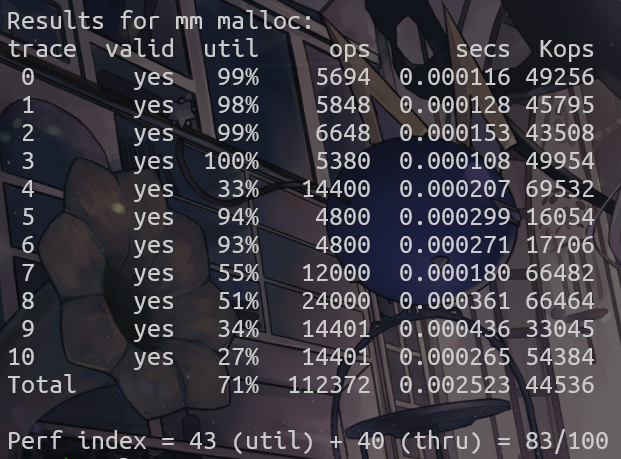 Results for mm malloc:
trace  valid  util     ops      secs  Kops
 0       yes   99%    5694  0.000116 49256
 1       yes   98%    5848  0.000128 45795
 2       yes   99%    6648  0.000153 43508
 3       yes  100%    5380  0.000108 49954
 4       yes   33%   14400  0.000207 69532
 5       yes   94%    4800  0.000299 16054
 6       yes   93%    4800  0.000271 17706
 7       yes   55%   12000  0.000180 66482
 8       yes   51%   24000  0.000361 66464
 9       yes   34%   14401  0.000436 33045
10       yes   27%   14401  0.000265 54384
Total          71%  112372  0.002523 44536
Perf index = 43 (util) + 40 (thru) = 83/100